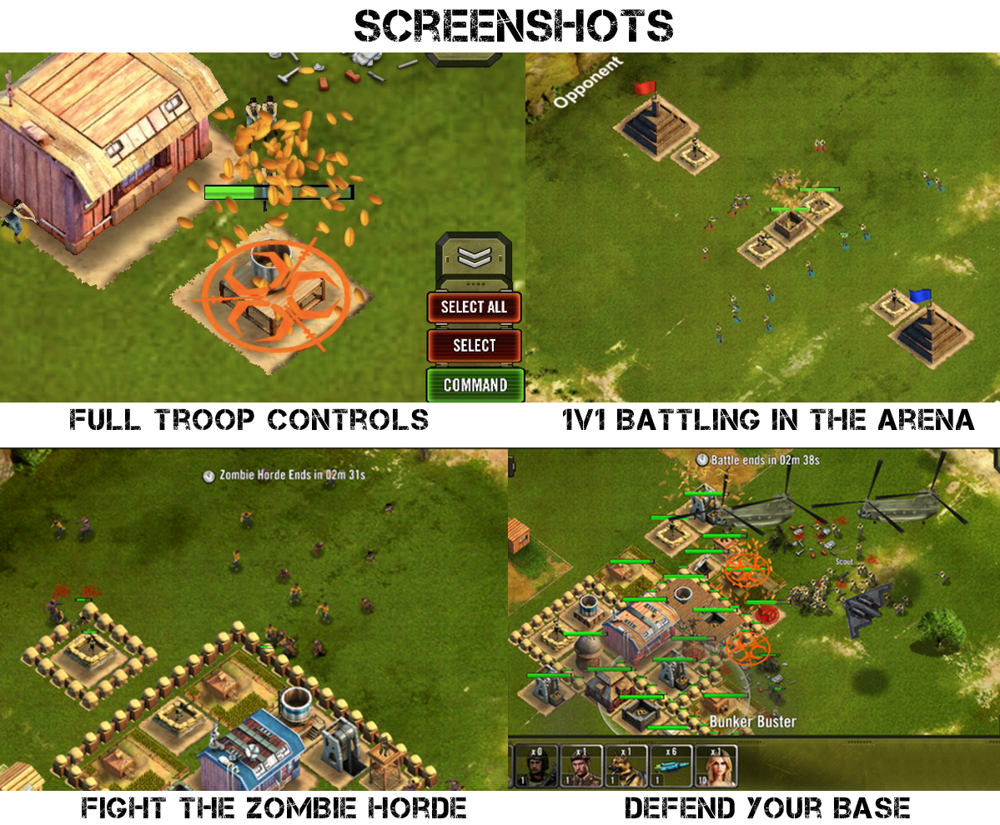 SCREENSHOTS
Opponent
SELECT ALL
SELECT
COMMAND
FULL TROOP CONTROLS
1V1 BATTLING IN THE ARENA
Zombie Horde Ends in 02m 31s
Battle ends in 02m 38s
Scout
Bunker Buster
x0 x1 x1 x6 x1
1 1 1 1 10
FIGHT THE ZOMBIE HORDE
DEFEND YOUR BASE